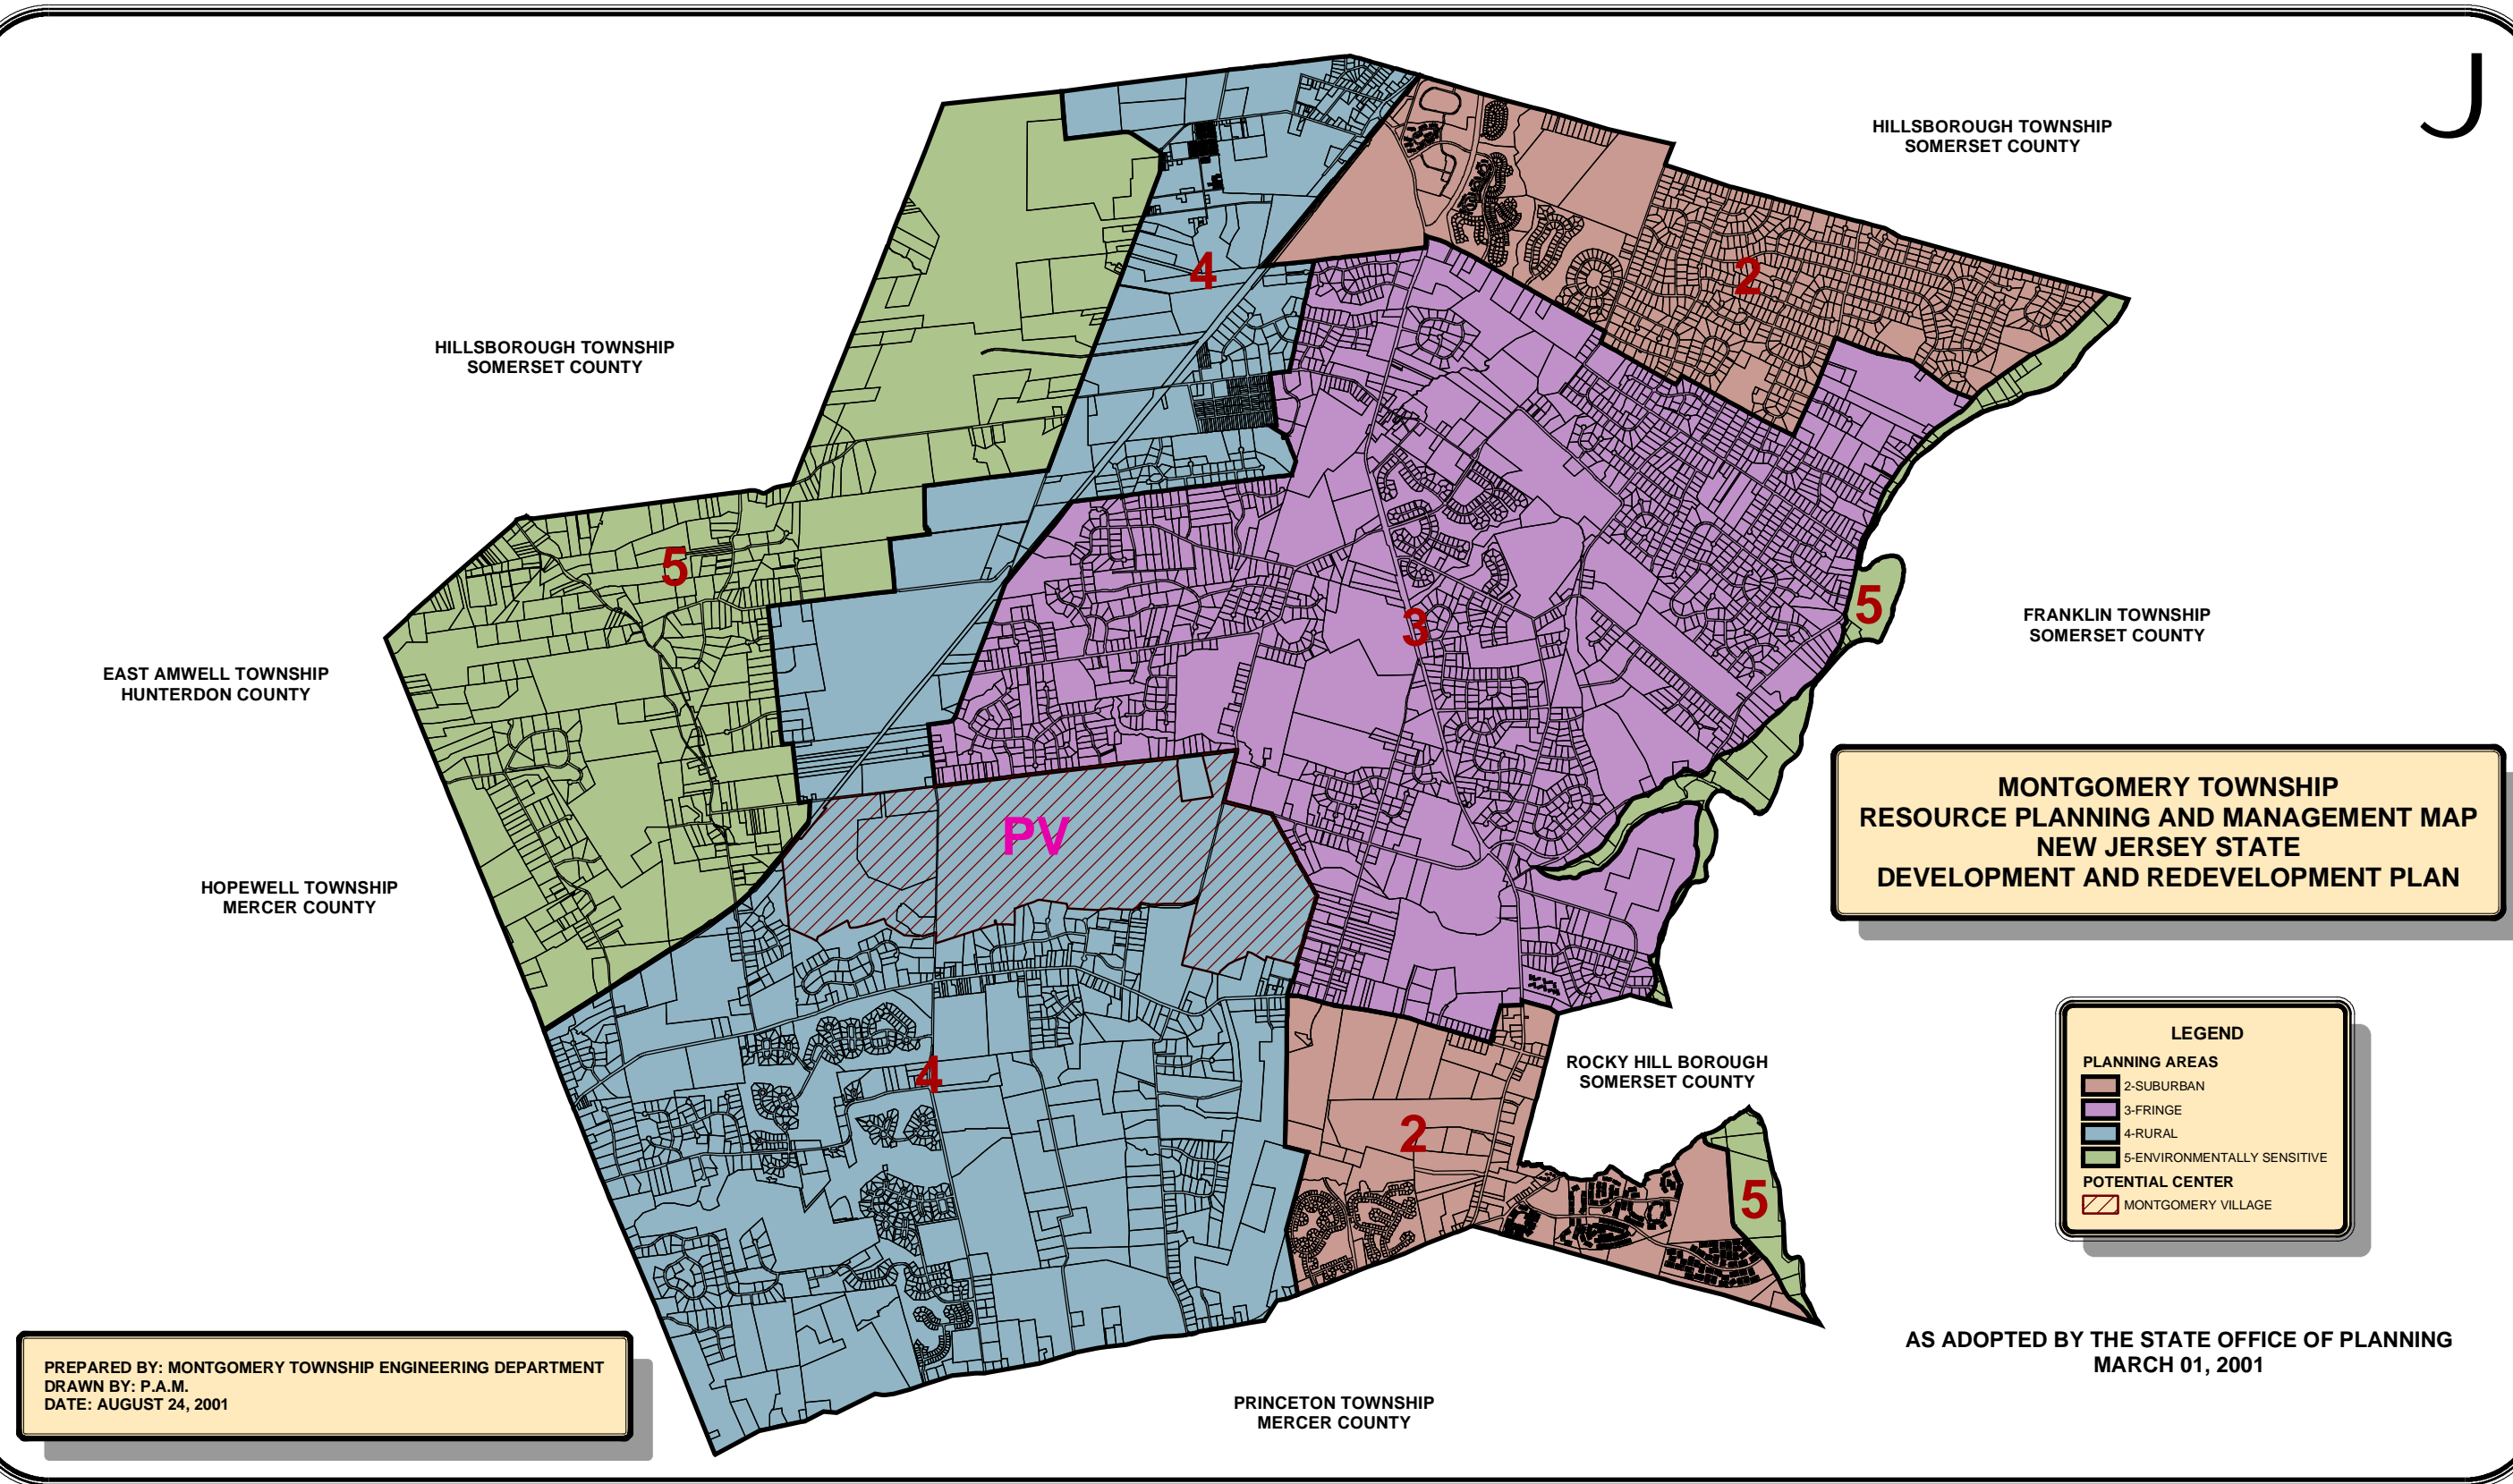 J
HILLSBOROUGH TOWNSHIP
SOMERSET COUNTY
HILLSBOROUGH TOWNSHIP
SOMERSET COUNTY
EAST AMWELL TOWNSHIP
HUNTERDON COUNTY
HOPEWELL TOWNSHIP
MERCER COUNTY
FRANKLIN TOWNSHIP
SOMERSET COUNTY
ROCKY HILL BOROUGH
SOMERSET COUNTY
PRINCETON TOWNSHIP
MERCER COUNTY
4
2
5
3
5
PV
4
2
5
MONTGOMERY TOWNSHIP
RESOURCE PLANNING AND MANAGEMENT MAP
NEW JERSEY STATE
DEVELOPMENT AND REDEVELOPMENT PLAN
LEGEND
PLANNING AREAS
2-SUBURBAN
3-FRINGE
4-RURAL
5-ENVIRONMENTALLY SENSITIVE
POTENTIAL CENTER
MONTGOMERY VILLAGE
AS ADOPTED BY THE STATE OFFICE OF PLANNING
MARCH 01, 2001
PREPARED BY: MONTGOMERY TOWNSHIP ENGINEERING DEPARTMENT
DRAWN BY: P.A.M.
DATE: AUGUST 24, 2001